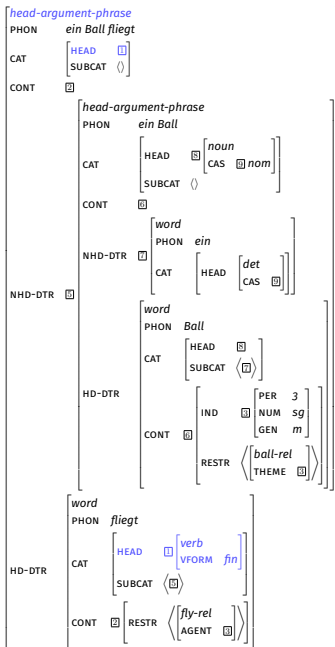 head-argument-phrase
PHON ein Ball fliegt
HEAD 1
CAT
SUBCAT ⟨⟩
CONT 2
head-argument-phrase
PHON ein Ball
noun
HEAD 8
CAS 9 nom
CAT
SUBCAT ⟨⟩
CONT 6
word
PHON ein
NHD-DTR 7
det
CAT HEAD
CAS 9
NHD-DTR 5
word
PHON Ball
HEAD 8
CAT
SUBCAT ⟨7⟩
HD-DTR
PER 3
IND 3 NUM sg
GEN m
CONT 6
ball-rel
RESTR ⟨ ⟩
THEME 3
word
PHON fliegt
verb
HEAD 1
VFORM fin
CAT
SUBCAT ⟨5⟩
HD-DTR
fly-rel
CONT 2 RESTR ⟨ ⟩
AGENT 3